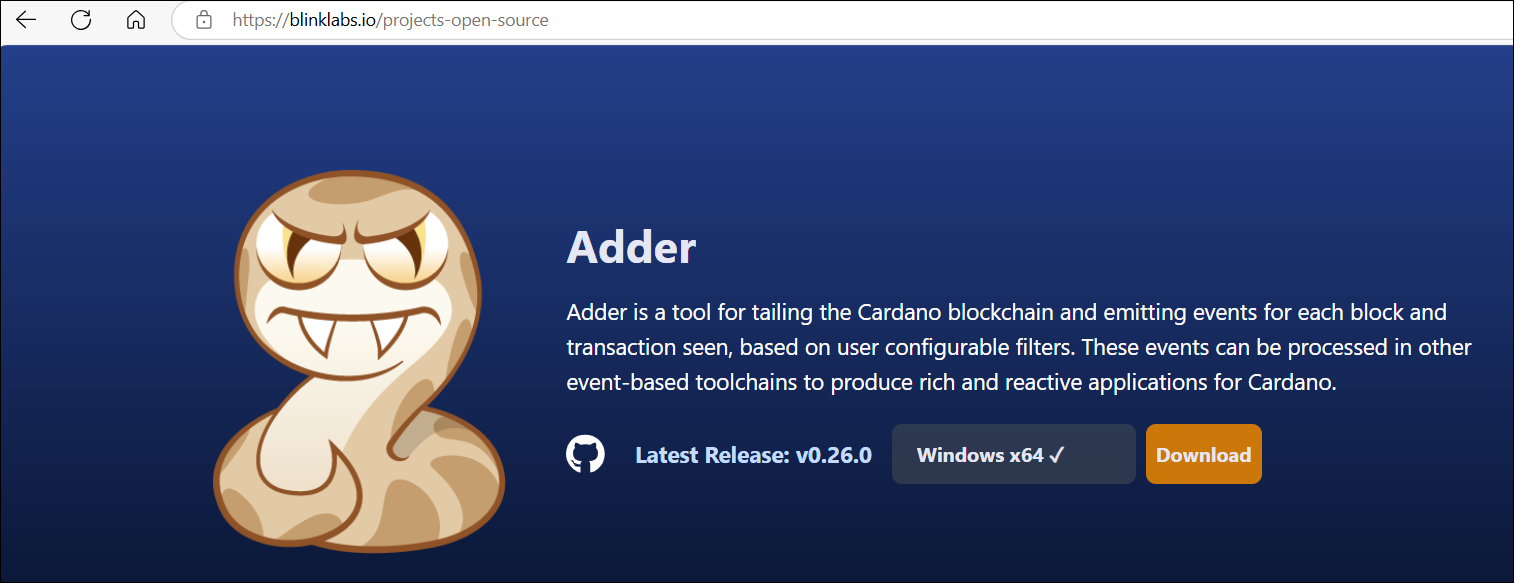 https://blinklabs.io/projects-open-source
Adder
Adder is a tool for tailing the Cardano blockchain and emitting events for each block and
transaction seen, based on user configurable filters. These events can be processed in other
event-based toolchains to produce rich and reactive applications for Cardano.
Latest Release: v0.26.0 Windows x64 ✓ Download